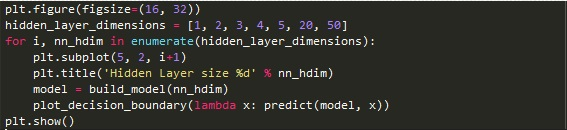 plt.figure(figsize=(16, 32))
hidden_layer_dimensions = [1, 2, 3, 4, 5, 20, 50]
for i, nn_hdim in enumerate(hidden_layer_dimensions):
    plt.subplot(5, 2, i+1)
    plt.title('Hidden Layer size %d' % nn_hdim)
    model = build_model(nn_hdim)
    plot_decision_boundary(lambda x: predict(model, x))
plt.show()